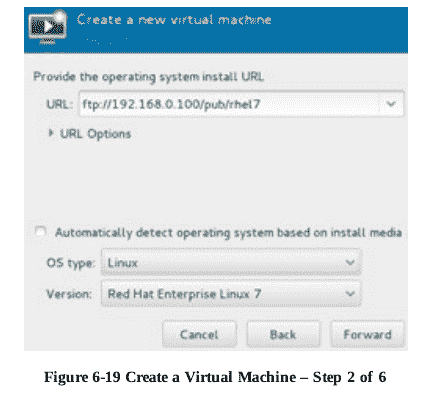 Create a new virtual machine
Provide the operating system install URL
URL: ftp://192.168.0.100/pub/rhel7
URL Options
Automatically detect operating system based on install media
OS type: Linux
Version: Red Hat Enterprise Linux 7
Cancel Back Forward
Figure 6-19 Create a Virtual Machine – Step 2 of 6